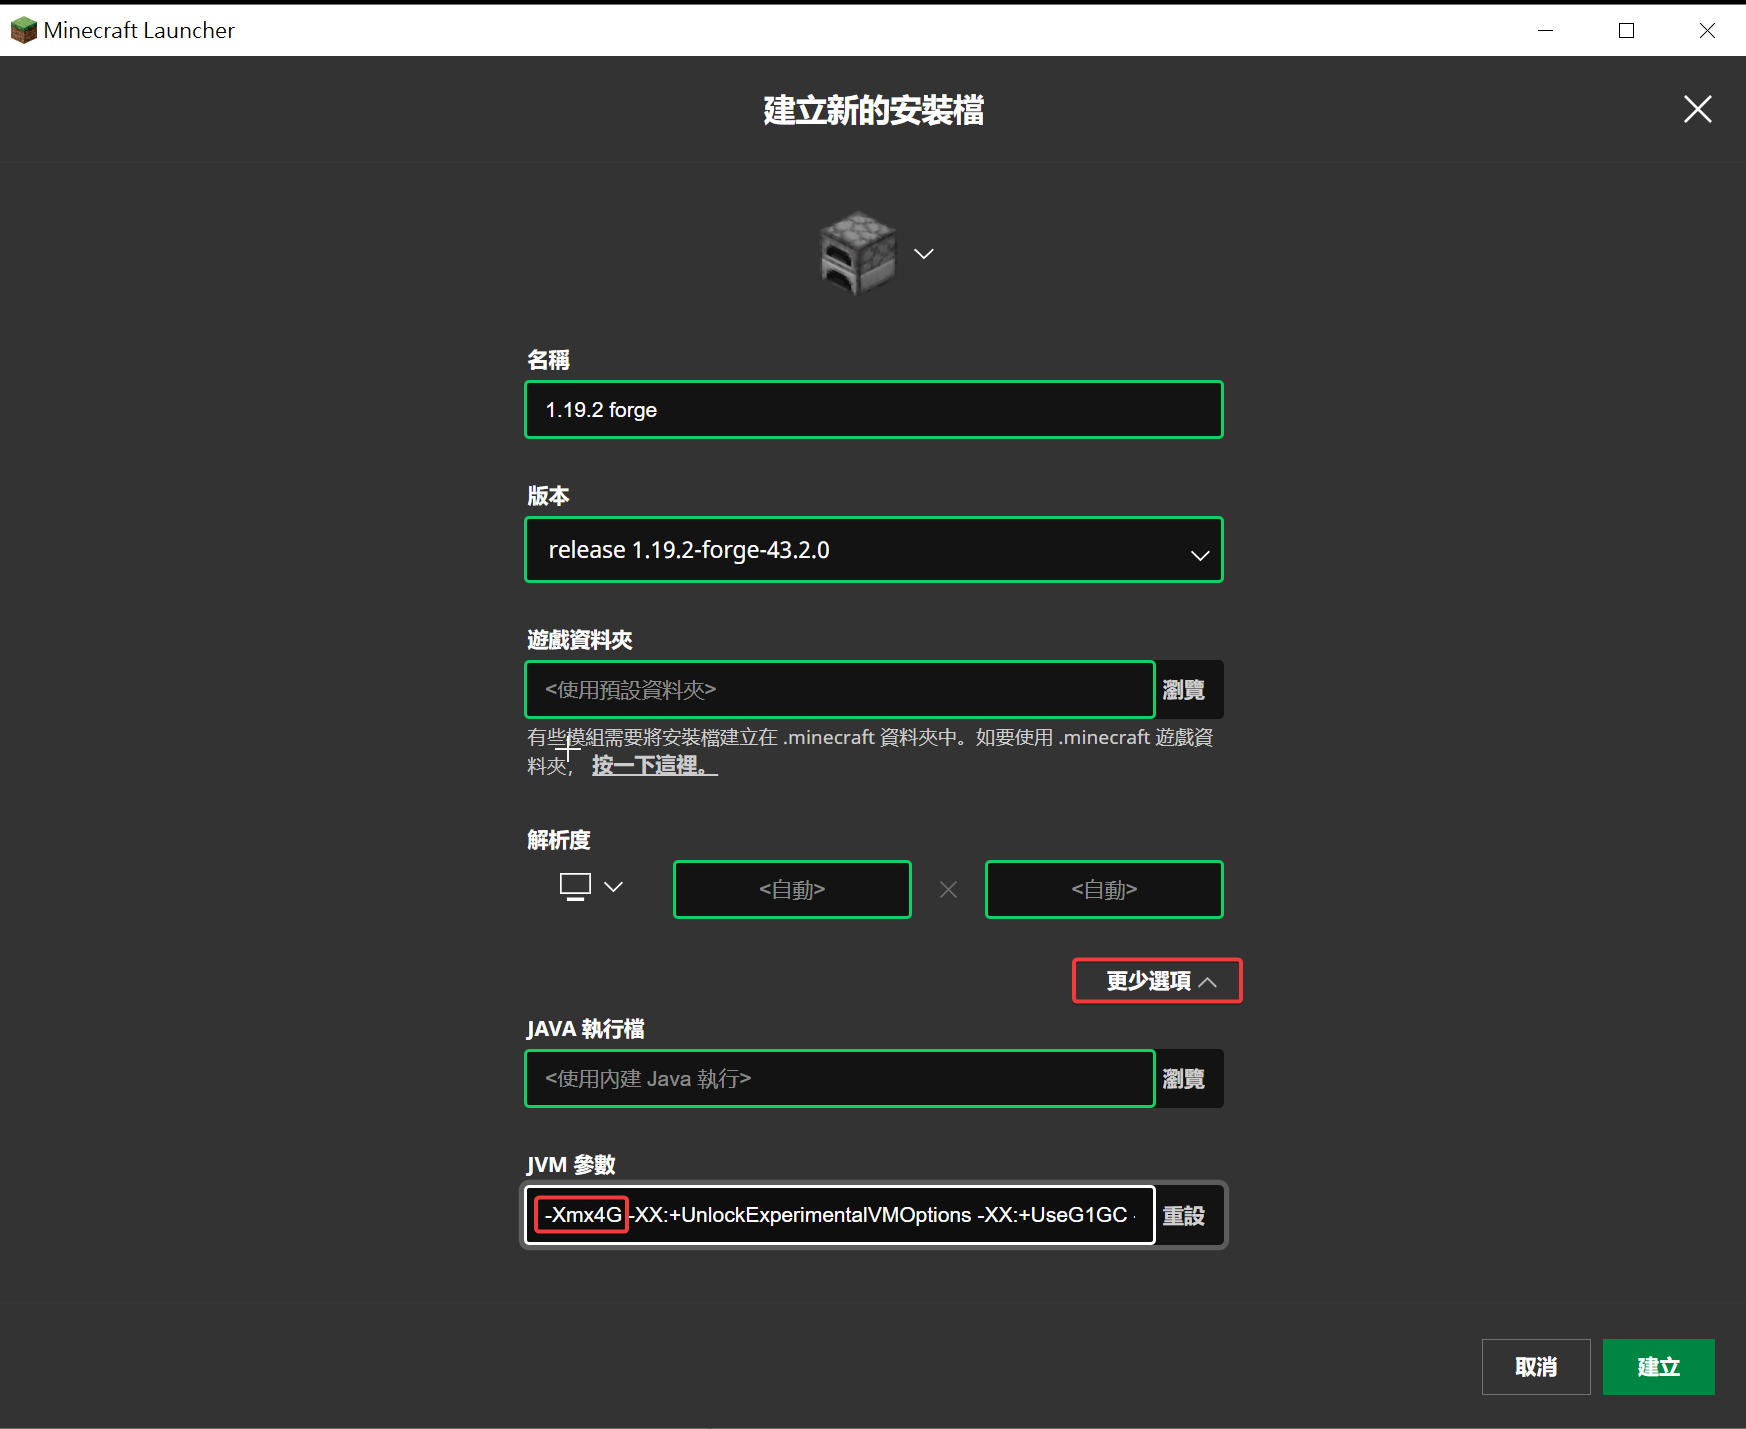 Minecraft Launcher
建立新的安裝檔
名稱
1.19.2 forge
版本
release 1.19.2-forge-43.2.0
遊戲資料夾
<使用預設資料夾>
瀏覽
有些模組需要將安裝檔建立在 .minecraft 資料夾中。如要使用 .minecraft 遊戲資
料夾, 按一下這裡。
解析度
<自動>
<自動>
更少選項
JAVA 執行檔
<使用內建 Java 執行>
瀏覽
JVM 參數
-Xmx4G -XX:+UnlockExperimentalVMOptions -XX:+UseG1GC -
重設
取消
建立